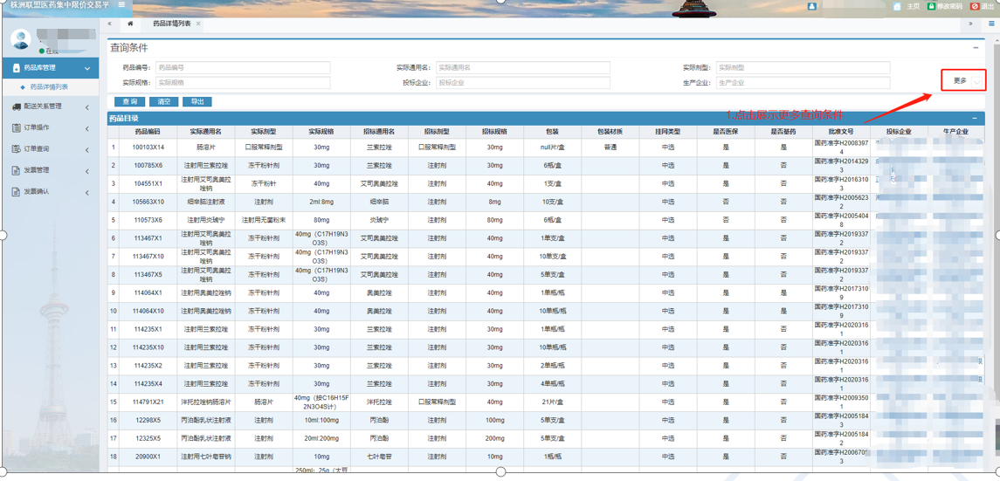 株洲联盟医药集中限价交易平
主页 修改密码 退出
药品详情列表
在线
药品库管理
药品详情列表
配送关系管理
订单操作
订单查询
发票管理
发票确认
查询条件
药品编号: 药品编号 实际通用名: 实际通用名 实际剂型: 实际剂型
实际规格: 实际规格 投标企业: 投标企业 生产企业: 生产企业
更多
查 询 清空 导出
1.点击展示更多查询条件
药品目录
药品编码 实际通用名 实际剂型 实际规格 招标通用名 招标剂型 招标规格 包装 包装材质 挂网类型 是否医保 是否基药 批准文号 投标企业 生产企业
1 100103X14 肠溶片 口服常释剂型 30mg 兰索拉唑 口服常释剂型 30mg null片/盒 普通 中选 是 是 国药准字H20083974
2 100785X6 注射用兰索拉唑 冻干粉针剂 30mg 兰索拉唑 注射剂 30mg 6瓶/盒 中选 是 否 国药准字H20143293
3 104551X1 注射用艾司奥美拉唑钠 冻干粉针 40mg 艾司奥美拉唑 注射剂 40mg 1支/盒 中选 是 否 国药准字H20163103
4 105663X10 细辛脑注射液 注射剂 2ml:8mg 细辛脑 注射剂 8mg 10支/盒 中选 否 否 国药准字H20056232
5 110573X6 注射用炎琥宁 注射用无菌粉末 80mg 炎琥宁 注射剂 80mg 6瓶/盒 中选 否 否 国药准字H20054048
6 113467X1 注射用艾司奥美拉唑钠 冻干粉针剂 40mg（C17H19N3O3S） 艾司奥美拉唑 注射剂 40mg 1单支/盒 中选 是 否 国药准字H20193372
7 113467X10 注射用艾司奥美拉唑钠 冻干粉针剂 40mg（C17H19N3O3S） 艾司奥美拉唑 注射剂 40mg 10单支/盒 中选 是 否 国药准字H20193372
8 113467X5 注射用艾司奥美拉唑钠 冻干粉针剂 40mg（C17H19N3O3S） 艾司奥美拉唑 注射剂 40mg 5单支/盒 中选 是 否 国药准字H20193372
9 114064X1 注射用奥美拉唑钠 冻干粉针剂 40mg 奥美拉唑 注射剂 40mg 1单瓶/瓶 中选 是 是 国药准字H20173109
10 114064X10 注射用奥美拉唑钠 冻干粉针剂 40mg 奥美拉唑 注射剂 40mg 10单瓶/瓶 中选 是 是 国药准字H20173109
11 114235X1 注射用兰索拉唑 冻干粉针剂 30mg 兰索拉唑 注射剂 30mg 1单瓶/瓶 中选 是 否 国药准字H20203161
12 114235X10 注射用兰索拉唑 冻干粉针剂 30mg 兰索拉唑 注射剂 30mg 10单瓶/瓶 中选 是 否 国药准字H20203161
13 114235X2 注射用兰索拉唑 冻干粉针剂 30mg 兰索拉唑 注射剂 30mg 2单瓶/瓶 中选 是 否 国药准字H20203161
14 114235X4 注射用兰索拉唑 冻干粉针剂 30mg 兰索拉唑 注射剂 30mg 4单瓶/瓶 中选 是 否 国药准字H20203161
15 114791X21 泮托拉唑钠肠溶片 肠溶片 40mg（按C16H15F2N3O4S计） 泮托拉唑 口服常释剂型 40mg 21片/盒 中选 是 否 国药准字H20093501
16 12298X5 丙泊酚乳状注射液 注射剂 10ml:100mg 丙泊酚 注射剂 100mg 5单支/盒 中选 是 是 国药准字H20051843
17 12325X5 丙泊酚乳状注射液 注射剂 20ml:200mg 丙泊酚 注射剂 200mg 5单支/盒 中选 是 是 国药准字H20051842
18 20900X1 注射用七叶皂苷钠 注射剂 10mg 七叶皂苷 注射剂 10mg 1瓶/瓶 中选 是 否
250ml：25g（大豆